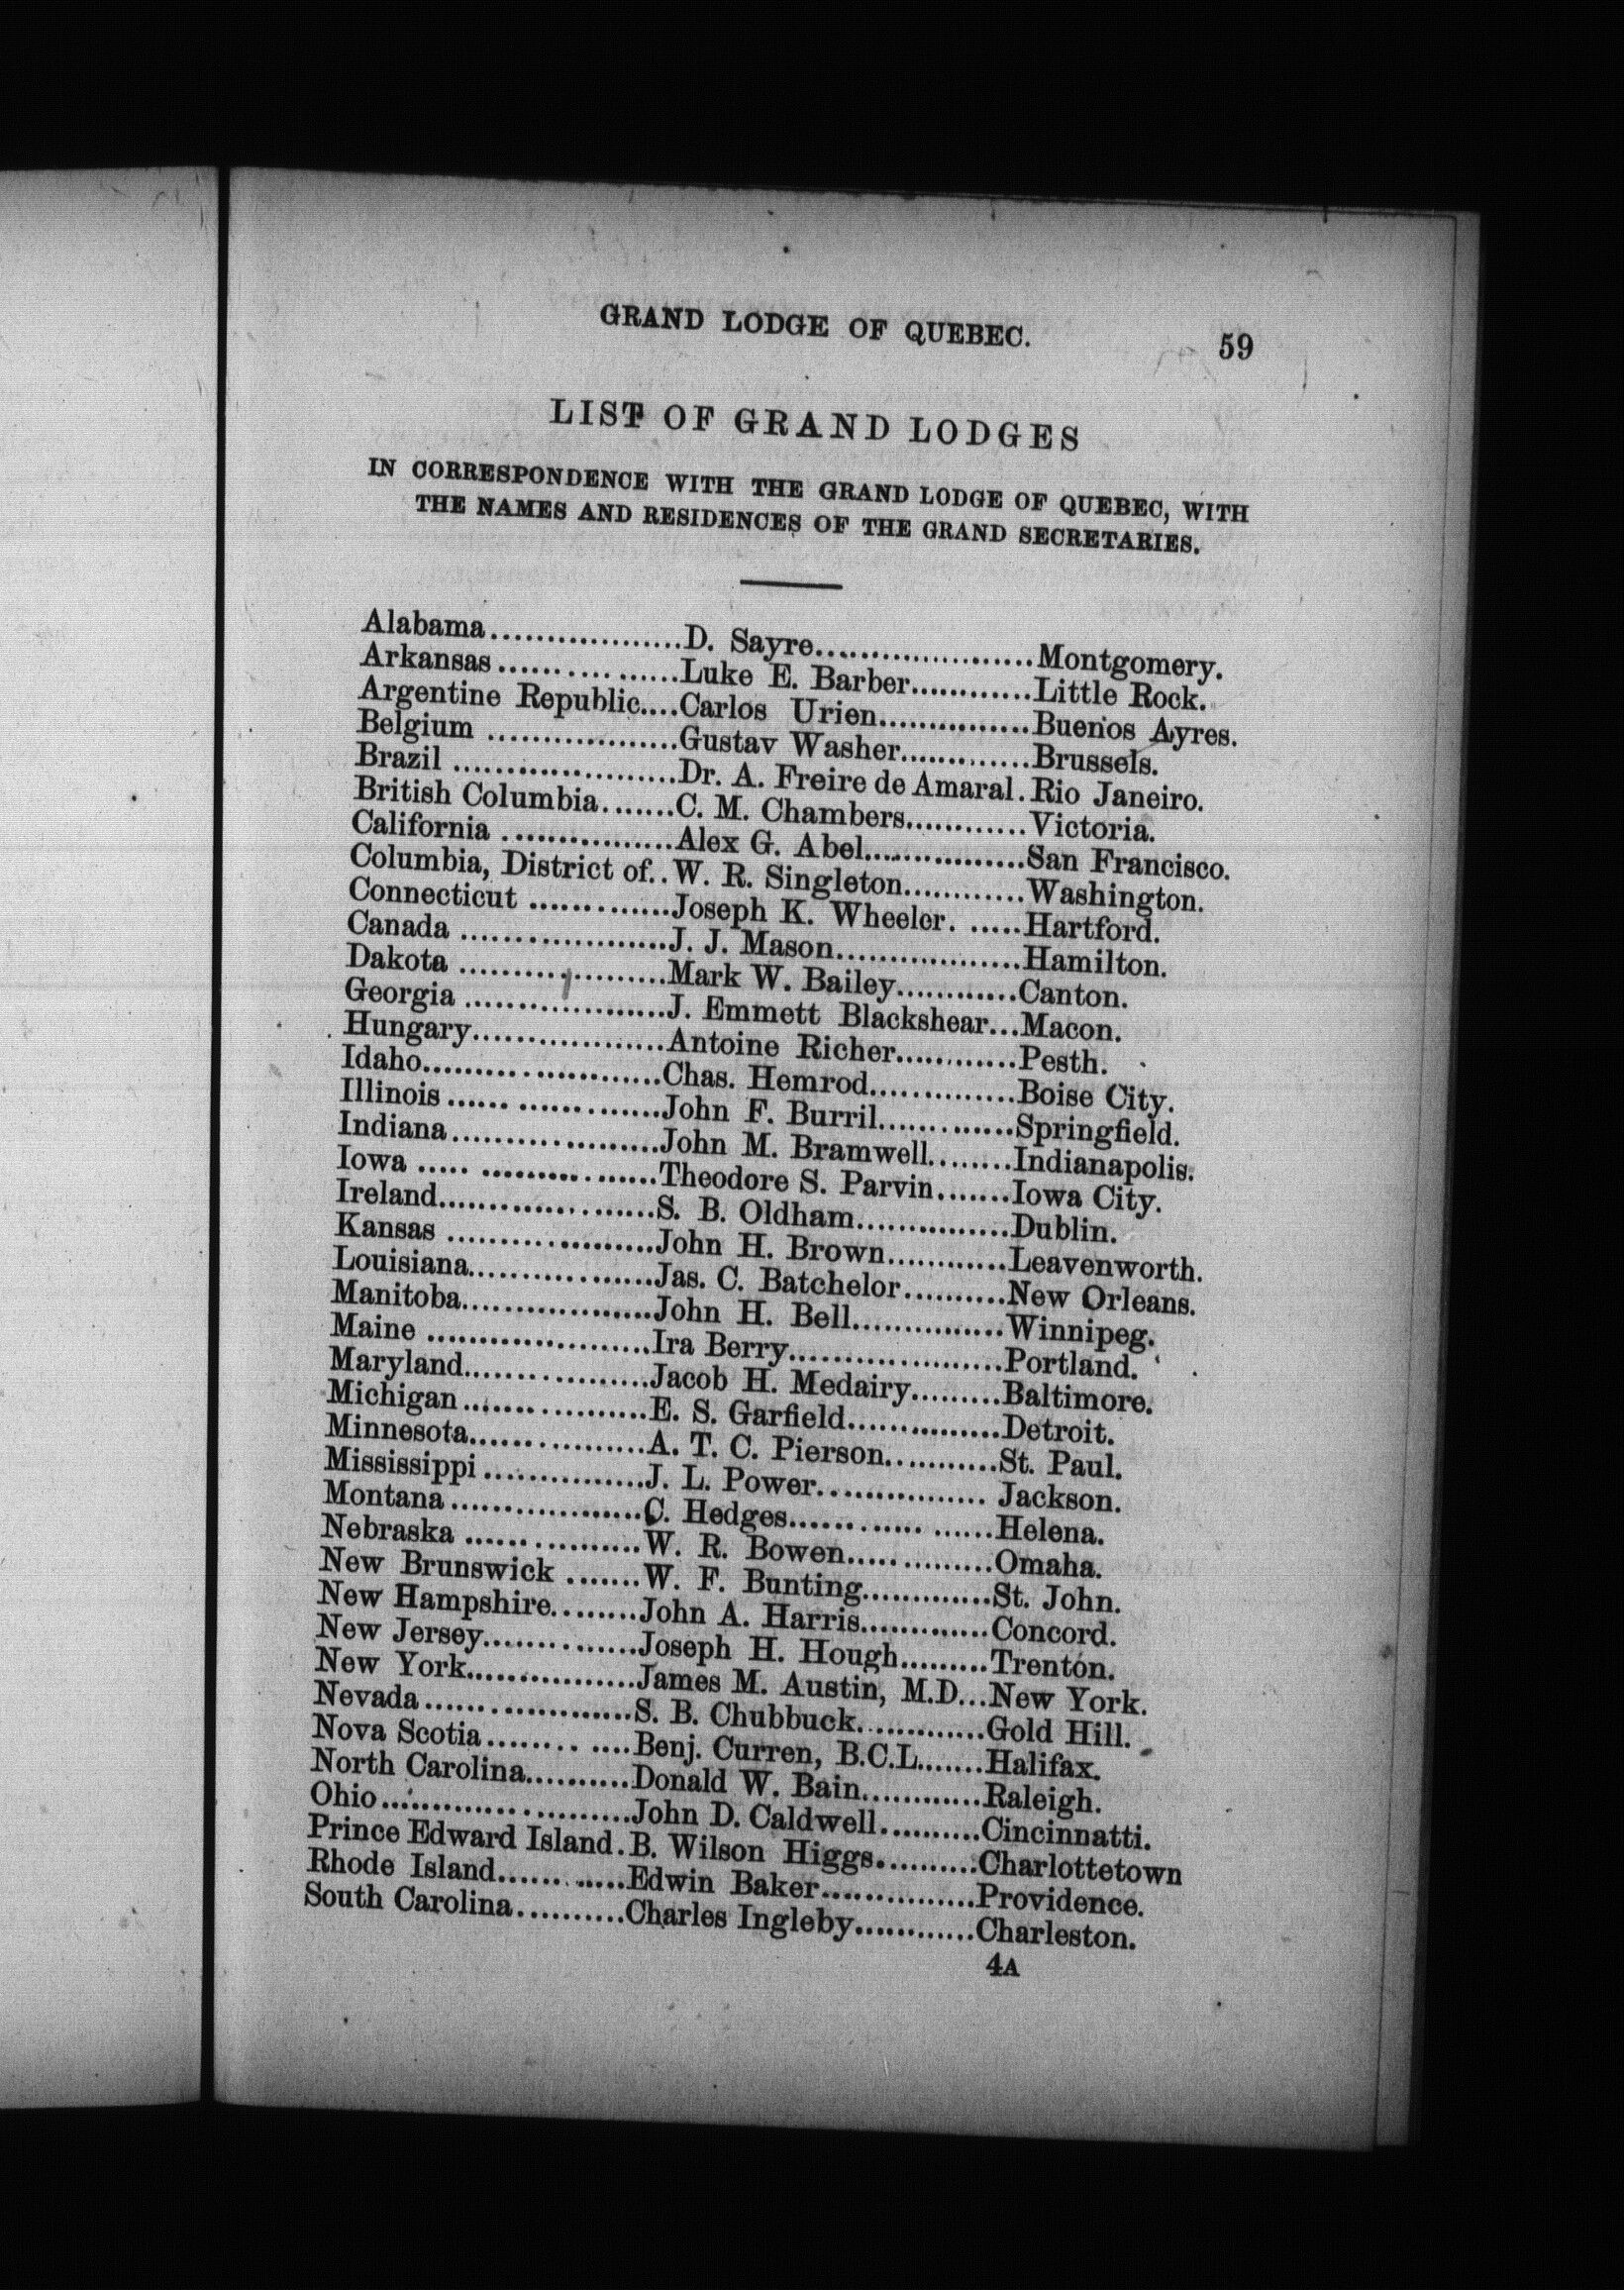 GRAND LODGE OF QUEBEC. 59
LIST OF GRAND LODGES
IN CORRESPONDENCE WITH THE GRAND LODGE OF QUEBEC, WITH
THE NAMES AND RESIDENCES OF THE GRAND SECRETARIES.
Alabama..................D. Sayre.....................Montgomery.
Arkansas.................Luke E. Barber............Little Rock.
Argentine Republic....Carlos Urien...............Buenos Ayres.
Belgium ..................Gustav Washer.............Brussels.
Brazil .....................Dr. A. Freire de Amaral.Rio Janeiro.
British Columbia.......C. M. Chambers............Victoria.
California .................Alex G. Abel................San Francisco.
Columbia, District of..W. R. Singleton............Washington.
Connecticut .............Joseph K. Wheeler. .....Hartford.
Canada ....................J. J. Mason..................Hamilton.
Dakota ....................Mark W. Bailey............Canton.
Georgia ...................J. Emmett Blackshear...Macon.
Hungary..................Antoine Richer............Pesth.
Idaho.......................Chas. Hemrod..............Boise City.
Illinois ...... .............John F. Burril.............Springfield.
Indiana....................John M. Bramwell........Indianapolis.
Iowa ..... .................Theodore S. Parvin.......Iowa City.
Ireland.....................S. B. Oldham...............Dublin.
Kansas ....................John H. Brown............Leavenworth.
Louisiana..................Jas. C. Batchelor..........New Orleans.
Manitoba..................John H. Bell...............Winnipeg.
Maine ......................Ira Berry.....................Portland.
Maryland..................Jacob H. Medairy.........Baltimore.
Michigan..................E. S. Garfield...............Detroit.
Minnesota.................A. T. C. Pierson...........St. Paul.
Mississippi................J. L. Power................ Jackson.
Montana...................C. Hedges............. ......Helena.
Nebraska .................W. R. Bowen..............Omaha.
New Brunswick .......W. F. Bunting.............St. John.
New Hampshire........John A. Harris.............Concord.
New Jersey...............Joseph H. Hough.........Trenton.
New York................James M. Austin, M.D...New York.
Nevada....................S. B. Chubbuck............Gold Hill.
Nova Scotia........ ....Benj. Curren, B.C.L.......Halifax.
North Carolina..........Donald W. Bain............Raleigh.
Ohio........................John D. Caldwell..........Cincinnatti.
Prince Edward Island.B. Wilson Higgs..........Charlottetown
Rhode Island............Edwin Baker...............Providence.
South Carolina..........Charles Ingleby............Charleston.
4A